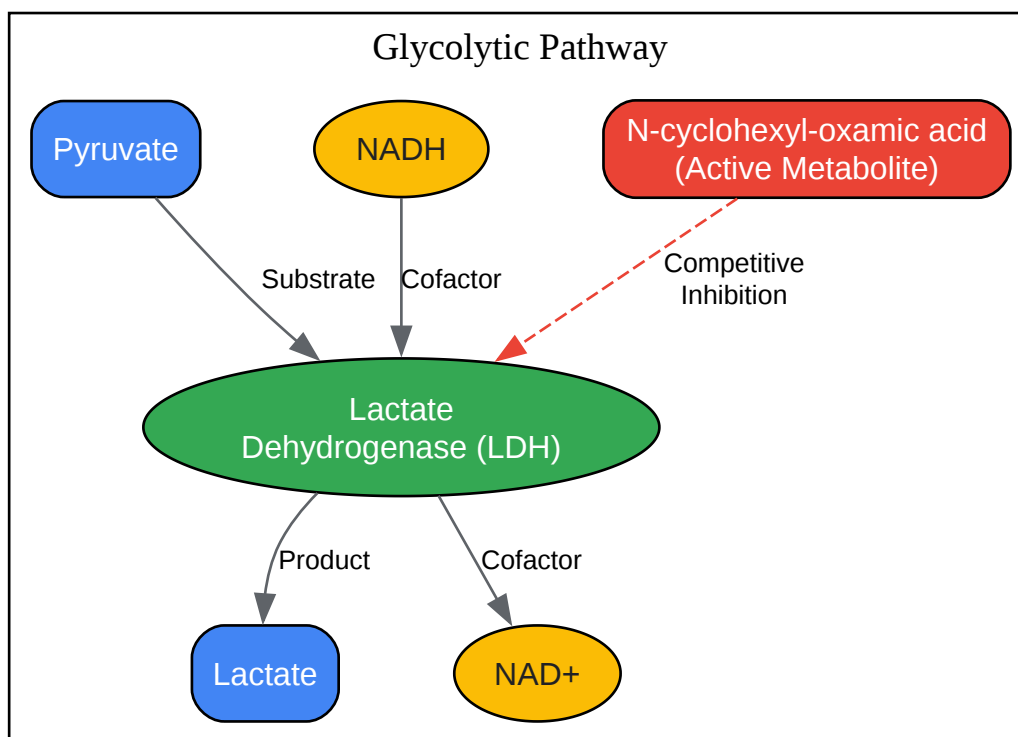 Glycolytic Pathway
Pyruvate
NADH
N-cyclohexyl-oxamic acid
(Active Metabolite)
Substrate
Cofactor
Competitive
Inhibition
Lactate
Dehydrogenase (LDH)
Product
Cofactor
Lactate
NAD+